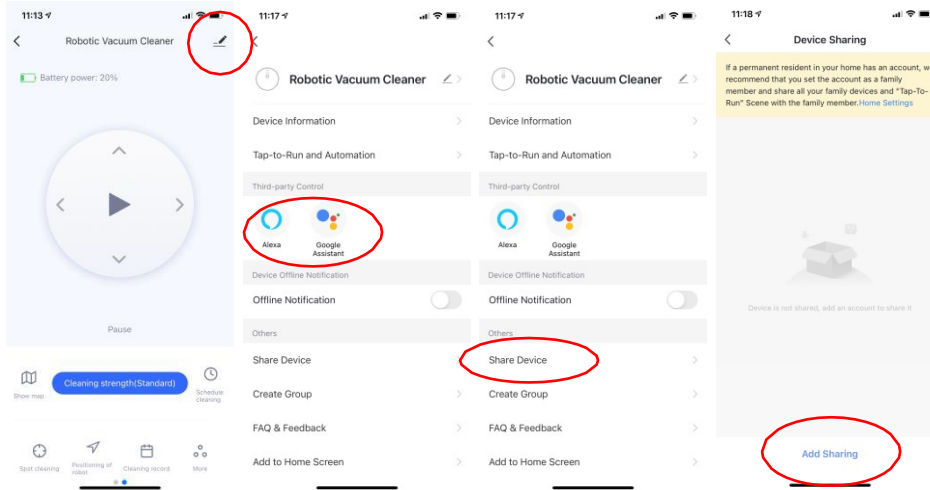 11:13
Robotic Vacuum Cleaner
Battery power: 20%
Pause
Show map
Cleaning strength(Standard)
Schedule
cleaning
Spot cleaning
Positioning of
robot
Cleaning record
More
11:17
Robotic Vacuum Cleaner
Device Information
Tap-to-Run and Automation
Third-party Control
Alexa
Google
Assistant
Device Offline Notification
Offline Notification
Others
Share Device
Create Group
FAQ & Feedback
Add to Home Screen
11:17
Robotic Vacuum Cleaner
Device Information
Tap-to-Run and Automation
Third-party Control
Alexa
Google
Assistant
Device Offline Notification
Offline Notification
Others
Share Device
Create Group
FAQ & Feedback
Add to Home Screen
11:18
Device Sharing
If a permanent resident in your home has an account, w
recommend that you set the account as a family
member and share all your family devices and "Tap-To-
Run" Scene with the family member.Home Settings
Device is not shared, add an account to share it
Add Sharing